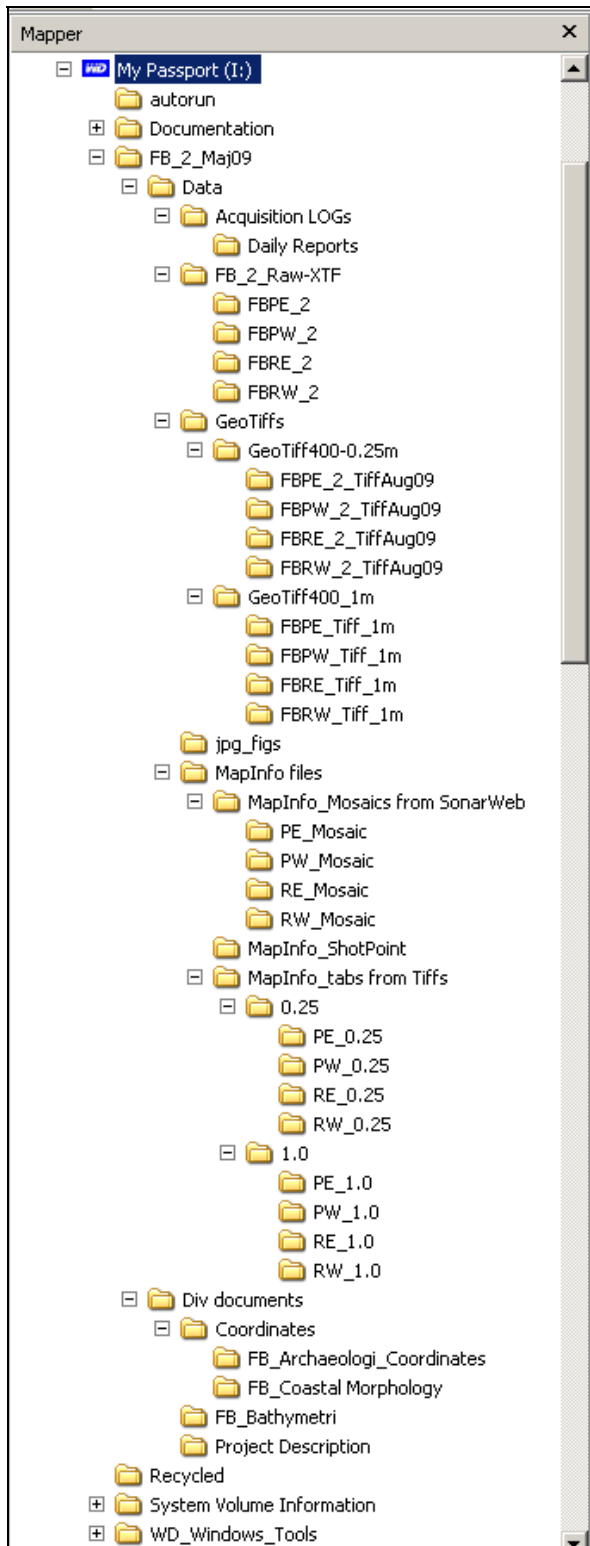 Mapper
WD My Passport (I:)
autorun
Documentation
FB_2_Maj09
Data
Acquisition LOGs
Daily Reports
FB_2_Raw-XTF
FBPE_2
FBPW_2
FBRE_2
FBRW_2
GeoTiffs
GeoTiff400-0.25m
FBPE_2_TiffAug09
FBPW_2_TiffAug09
FBRE_2_TiffAug09
FBRW_2_TiffAug09
GeoTiff400_1m
FBPE_Tiff_1m
FBPW_Tiff_1m
FBRE_Tiff_1m
FBRW_Tiff_1m
jpg_figs
MapInfo files
MapInfo_Mosaics from SonarWeb
PE_Mosaic
PW_Mosaic
RE_Mosaic
RW_Mosaic
MapInfo_ShotPoint
MapInfo_tabs from Tiffs
0.25
PE_0.25
PW_0.25
RE_0.25
RW_0.25
1.0
PE_1.0
PW_1.0
RE_1.0
RW_1.0
Div documents
Coordinates
FB_Archaeologi_Coordinates
FB_Coastal Morphology
FB_Bathymetri
Project Description
Recycled
System Volume Information
WD_Windows_Tools